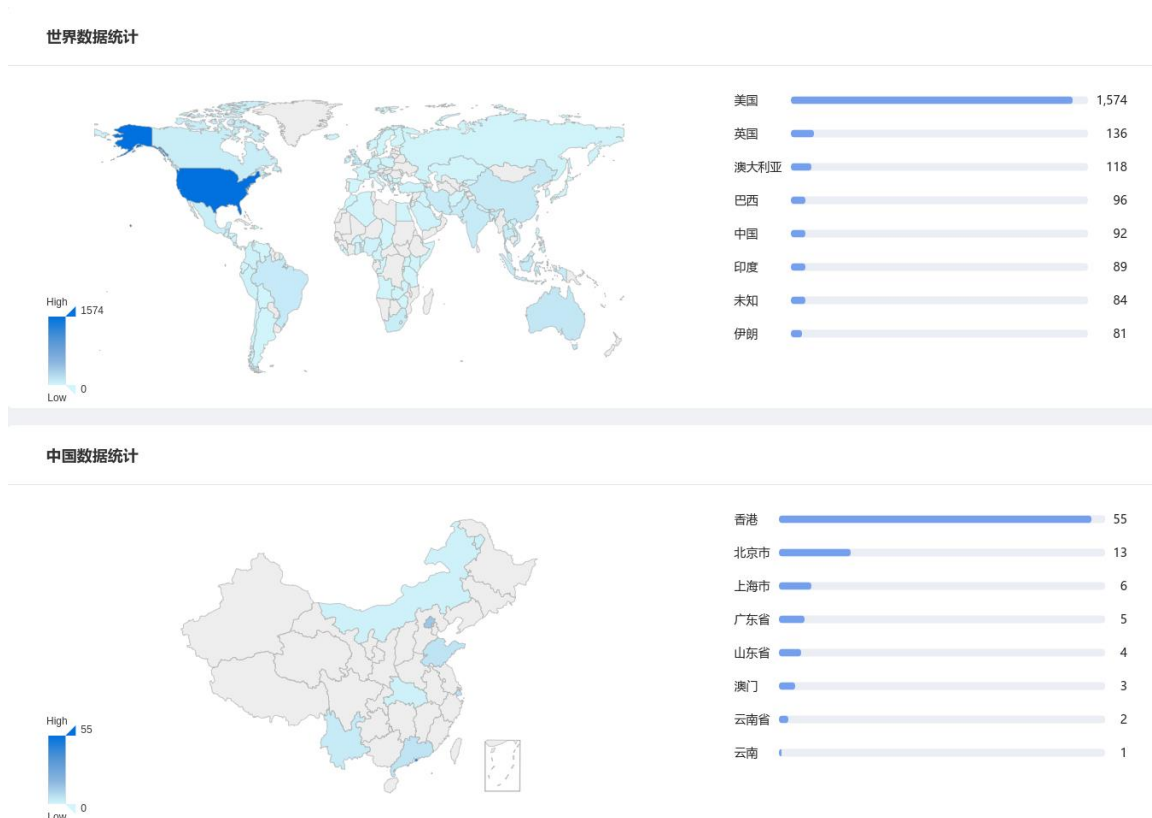 世界数据统计
美国 1,574
英国 136
澳大利亚 118
巴西 96
中国 92
印度 89
未知 84
伊朗 81
High
1574
0
Low
中国数据统计
香港 55
北京市 13
上海市 6
广东省 5
山东省 4
澳门 3
云南省 2
云南 1
High
55
0
Low